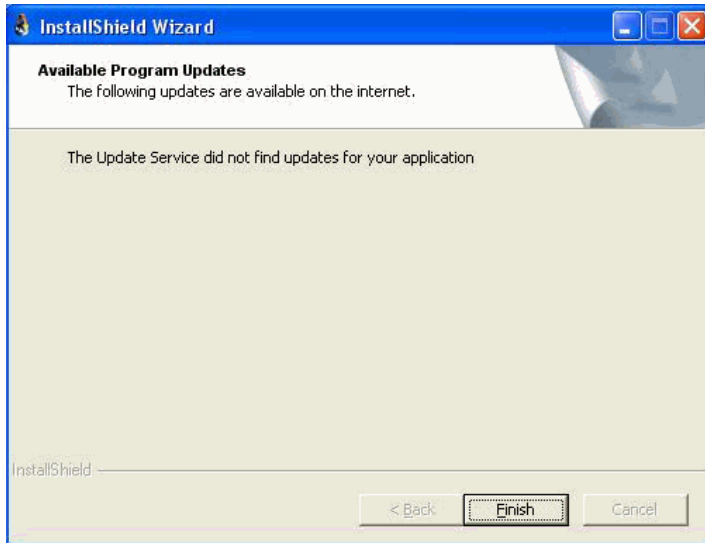 InstallShield Wizard
Available Program Updates
The following updates are available on the internet.
The Update Service did not find updates for your application
InstallShield
< Back
Finish
Cancel